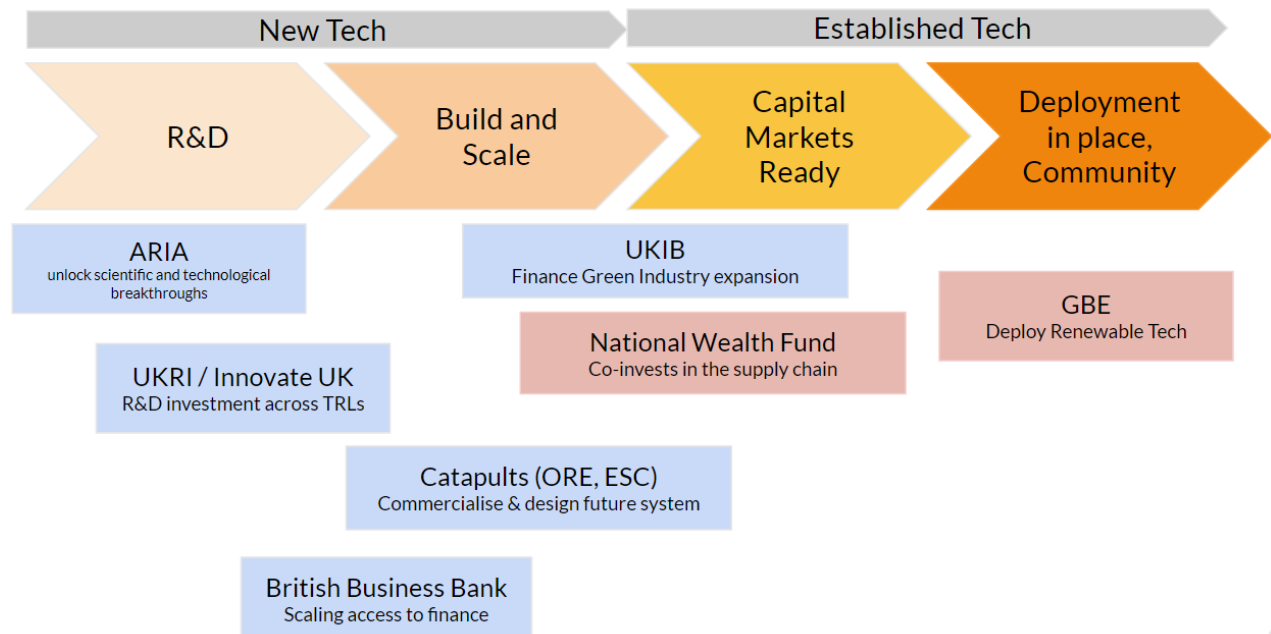 New Tech
Established Tech
R&D
Build and
Scale
Capital
Markets
Ready
Deployment
in place,
Community
ARIA
unlock scientific and technological
breakthroughs
UKIB
Finance Green Industry expansion
GBE
Deploy Renewable Tech
National Wealth Fund
Co-invests in the supply chain
UKRI / Innovate UK
R&D investment across TRLs
Catapults (ORE, ESC)
Commercialise & design future system
British Business Bank
Scaling access to finance